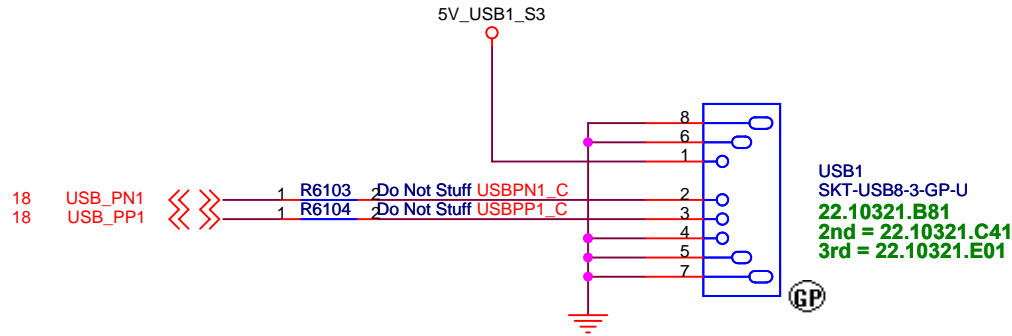 5V_USB1_S3
8
6
1
18 USB_PN1 1 R6103 2 Do Not Stuff USBPN1_C 2
18 USB_PP1 1 R6104 2 Do Not Stuff USBPP1_C 3
4
5
7
USB1
SKT-USB8-3-GP-U
22.10321.B81
2nd = 22.10321.C41
3rd = 22.10321.E01
GP